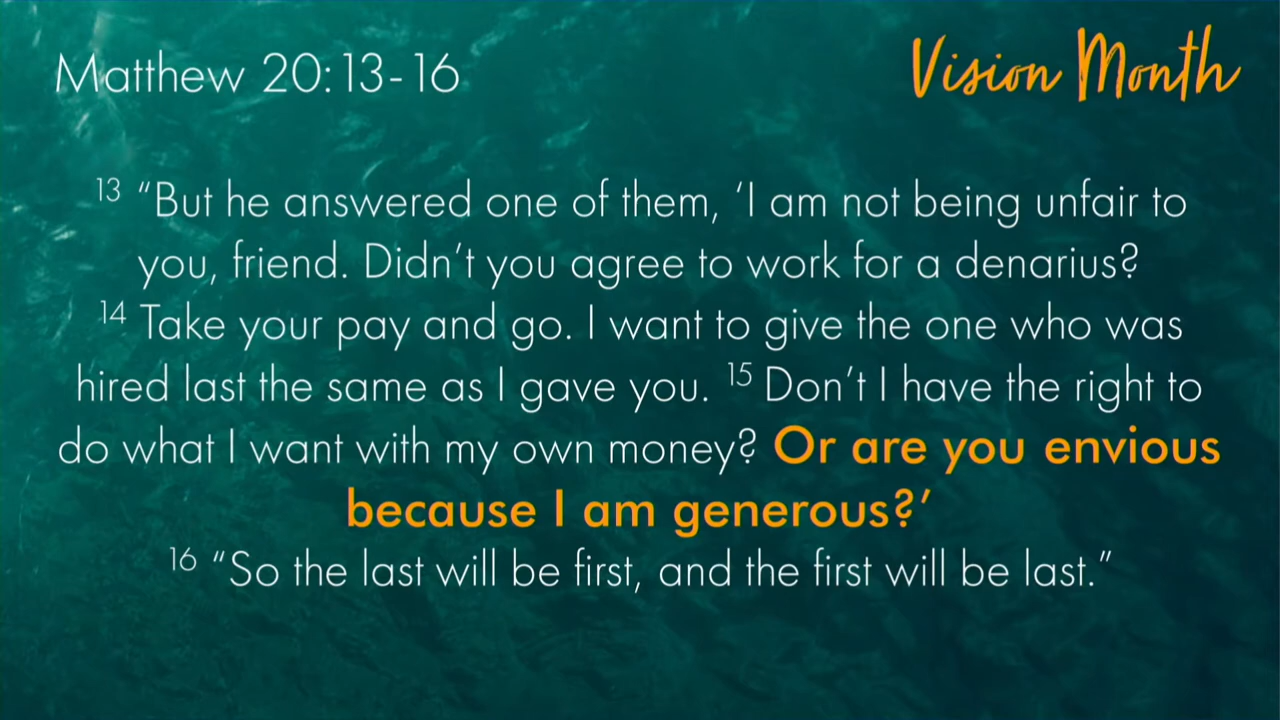 Matthew 20:13-16
Vision Month
13 “But he answered one of them, ‘I am not being unfair to
you, friend. Didn’t you agree to work for a denarius?
14 Take your pay and go. I want to give the one who was
hired last the same as I gave you. 15 Don’t I have the right to
do what I want with my own money? Or are you envious
because I am generous?’
16 “So the last will be first, and the first will be last.”